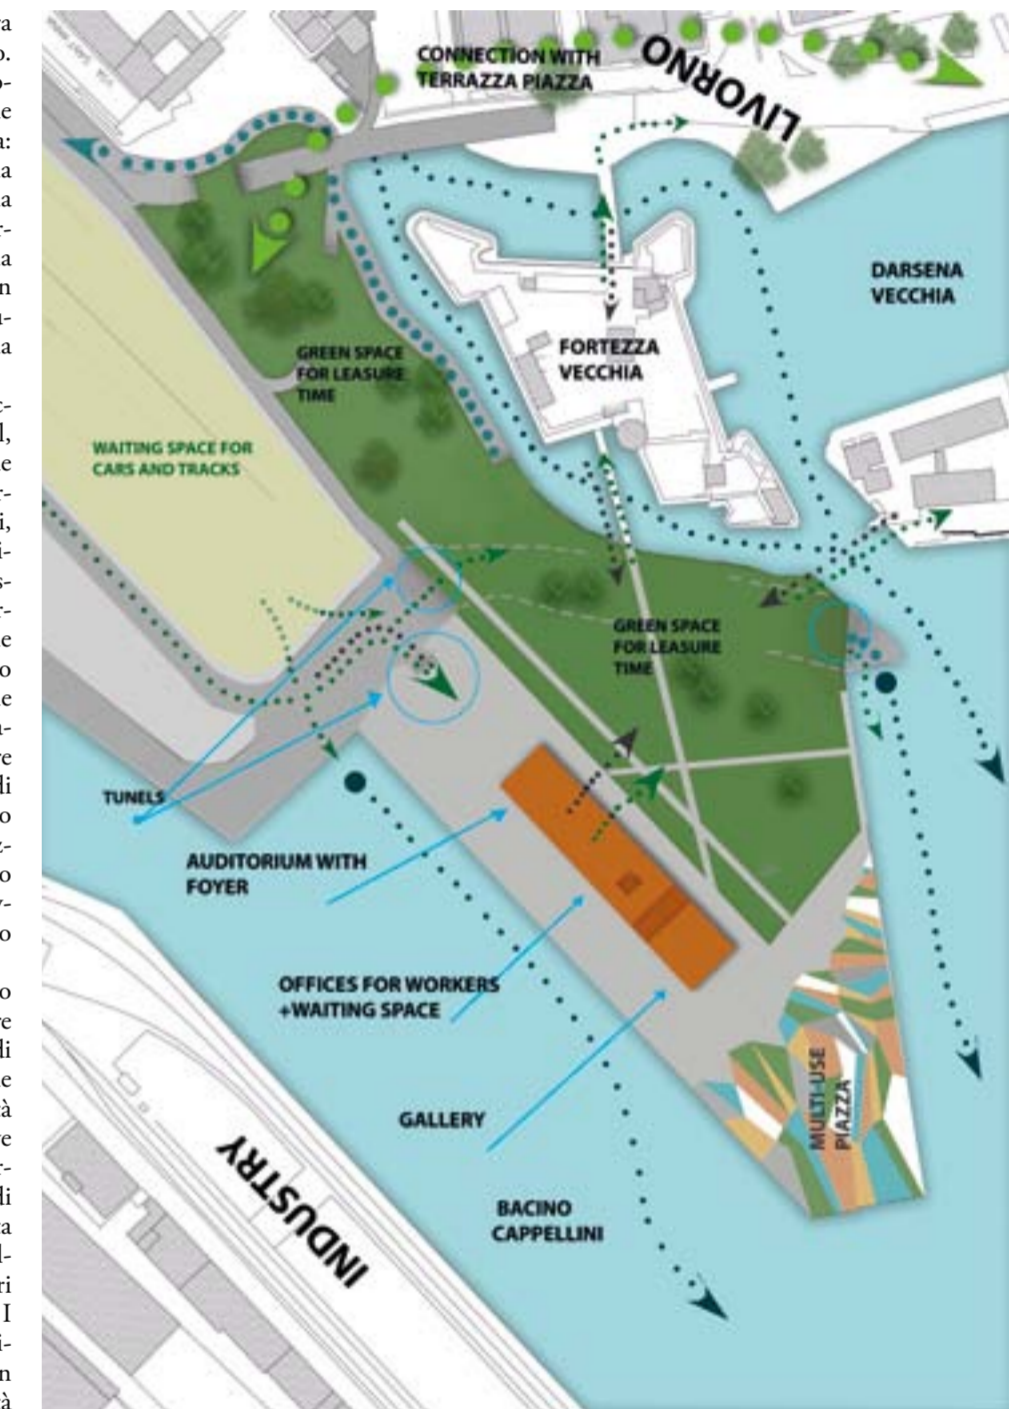 CONNECTION WITH
TERRAZZA PIAZZA
LIVORNO
DARSENA
VECCHIA
FORTEZZA
VECCHIA
GREEN SPACE
FOR LEASURE
TIME
WAITING SPACE FOR
CARS AND TRACKS
GREEN SPACE
FOR LEASURE
TIME
TUNELS
AUDITORIUM WITH
FOYER
OFFICES FOR WORKERS
+WAITING SPACE
GALLERY
MULTI-USE
PIAZZA
INDUSTRY
BACINO
CAPPELLINI